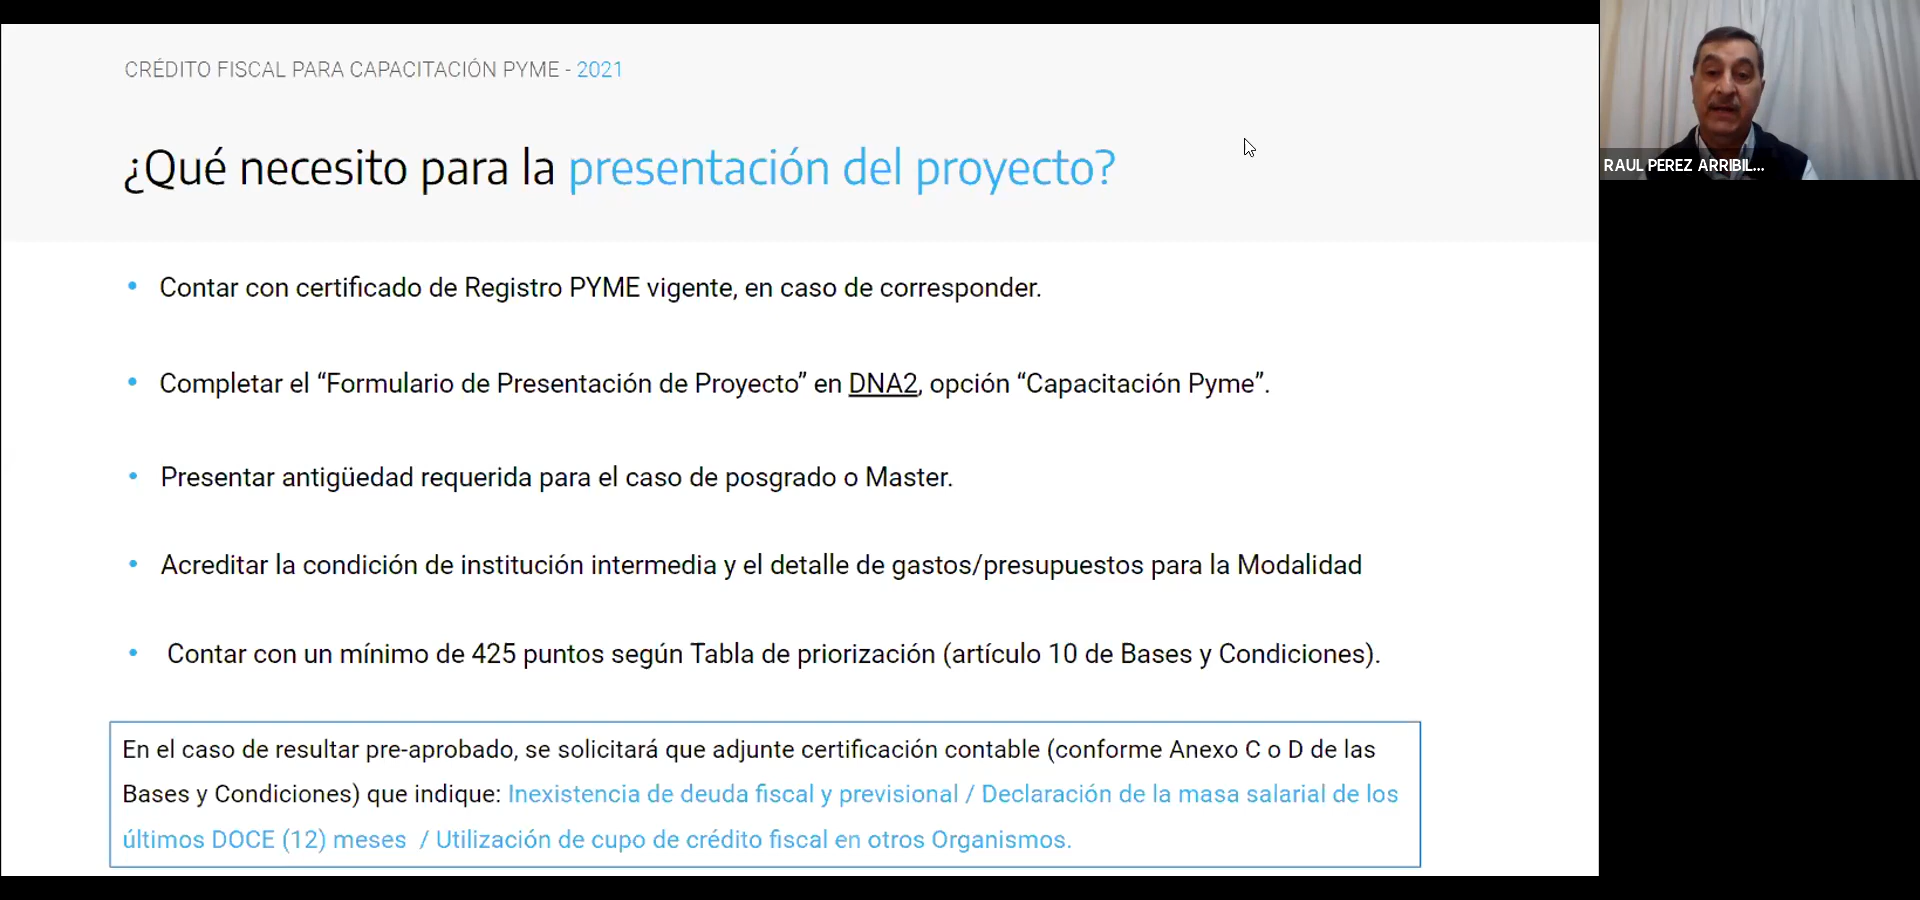 CRÉDITO FISCAL PARA CAPACITACIÓN PYME - 2021
¿Qué necesito para la presentación del proyecto?
• Contar con certificado de Registro PYME vigente, en caso de corresponder.
• Completar el “Formulario de Presentación de Proyecto” en DNA2, opción “Capacitación Pyme”.
• Presentar antigüedad requerida para el caso de posgrado o Master.
• Acreditar la condición de institución intermedia y el detalle de gastos/presupuestos para la Modalidad
• Contar con un mínimo de 425 puntos según Tabla de priorización (artículo 10 de Bases y Condiciones).
En el caso de resultar pre-aprobado, se solicitará que adjunte certificación contable (conforme Anexo C o D de las
Bases y Condiciones) que indique: Inexistencia de deuda fiscal y previsional / Declaración de la masa salarial de los
últimos DOCE (12) meses / Utilización de cupo de crédito fiscal en otros Organismos.
RAUL PEREZ ARRIBIL...